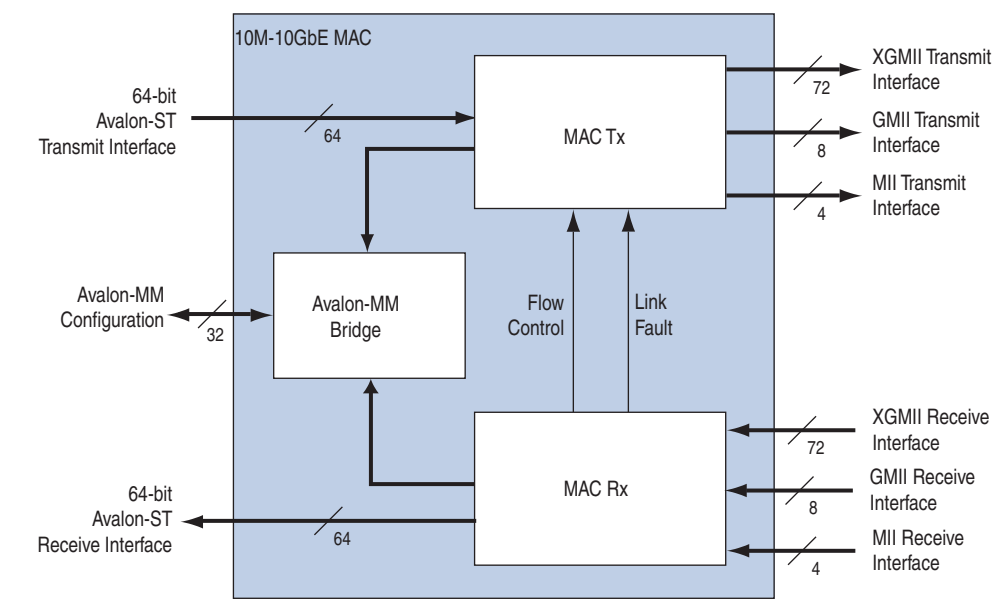 10M-10GbE MAC
64-bit
Avalon-ST
Transmit Interface
64
MAC Tx
XGMII Transmit
Interface
72
GMII Transmit
Interface
8
MII Transmit
Interface
4
Avalon-MM
Configuration
32
Avalon-MM
Bridge
Flow
Control
Link
Fault
64-bit
Avalon-ST
Receive Interface
64
MAC Rx
XGMII Receive
Interface
72
GMII Receive
Interface
8
MII Receive
Interface
4